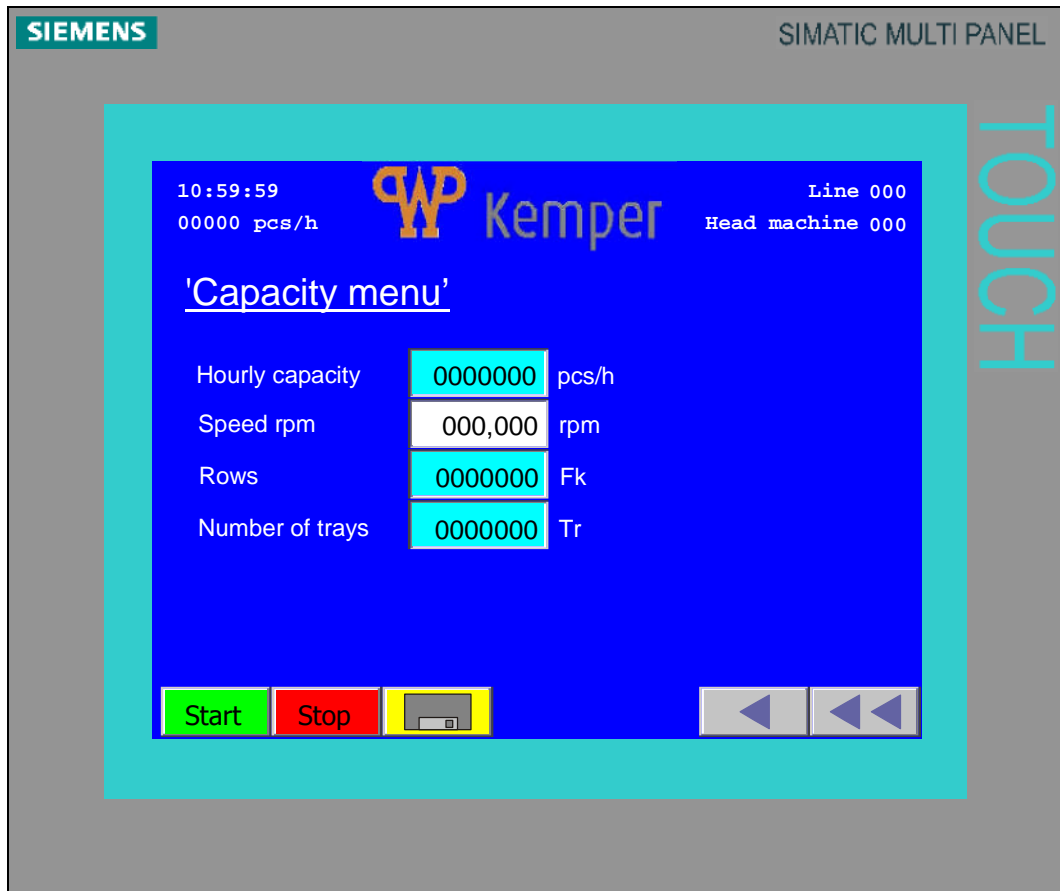 SIEMENS
SIMATIC MULTI PANEL
TOUCH
10:59:59
00000 pcs/h
WP Kemper
Line 000
Head machine 000
'Capacity menu’
Hourly capacity 0000000 pcs/h
Speed rpm 000,000 rpm
Rows 0000000 Fk
Number of trays 0000000 Tr
Start Stop